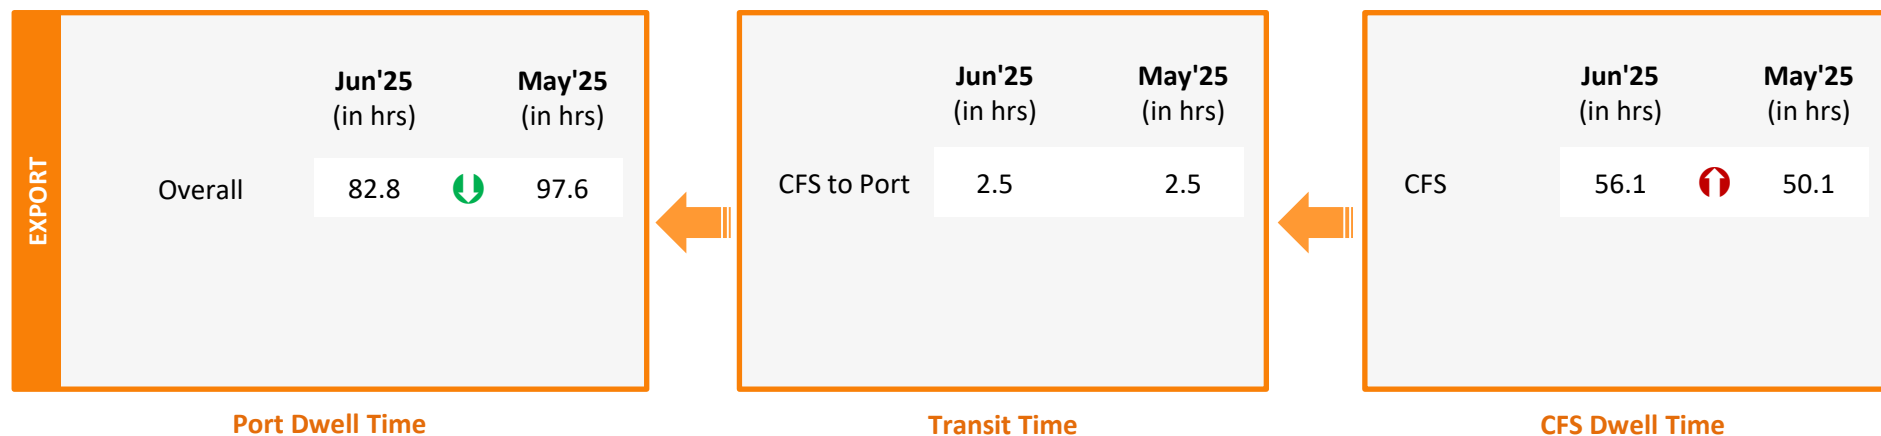 EXPORT
Jun'25 May'25
(in hrs) (in hrs)
Overall 82.8 97.6
Port Dwell Time
Jun'25 May'25
(in hrs) (in hrs)
CFS to Port 2.5 2.5
Transit Time
Jun'25 May'25
(in hrs) (in hrs)
CFS 56.1 50.1
CFS Dwell Time